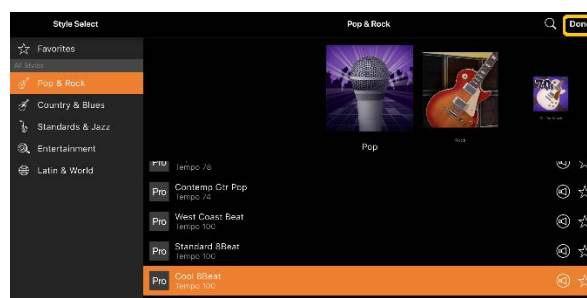 Style Select
Pop & Rock
Don
Favorites
All Styles
Pop & Rock
Country & Blues
Standards & Jazz
Entertainment
Latin & World
Pop
Rock
Pro
Tempo 78
Pro Contemp Gtr Pop
Tempo 74
Pro West Coast Beat
Tempo 100
Pro Standard 8Beat
Tempo 100
Pro Cool 8Beat
Tempo 100